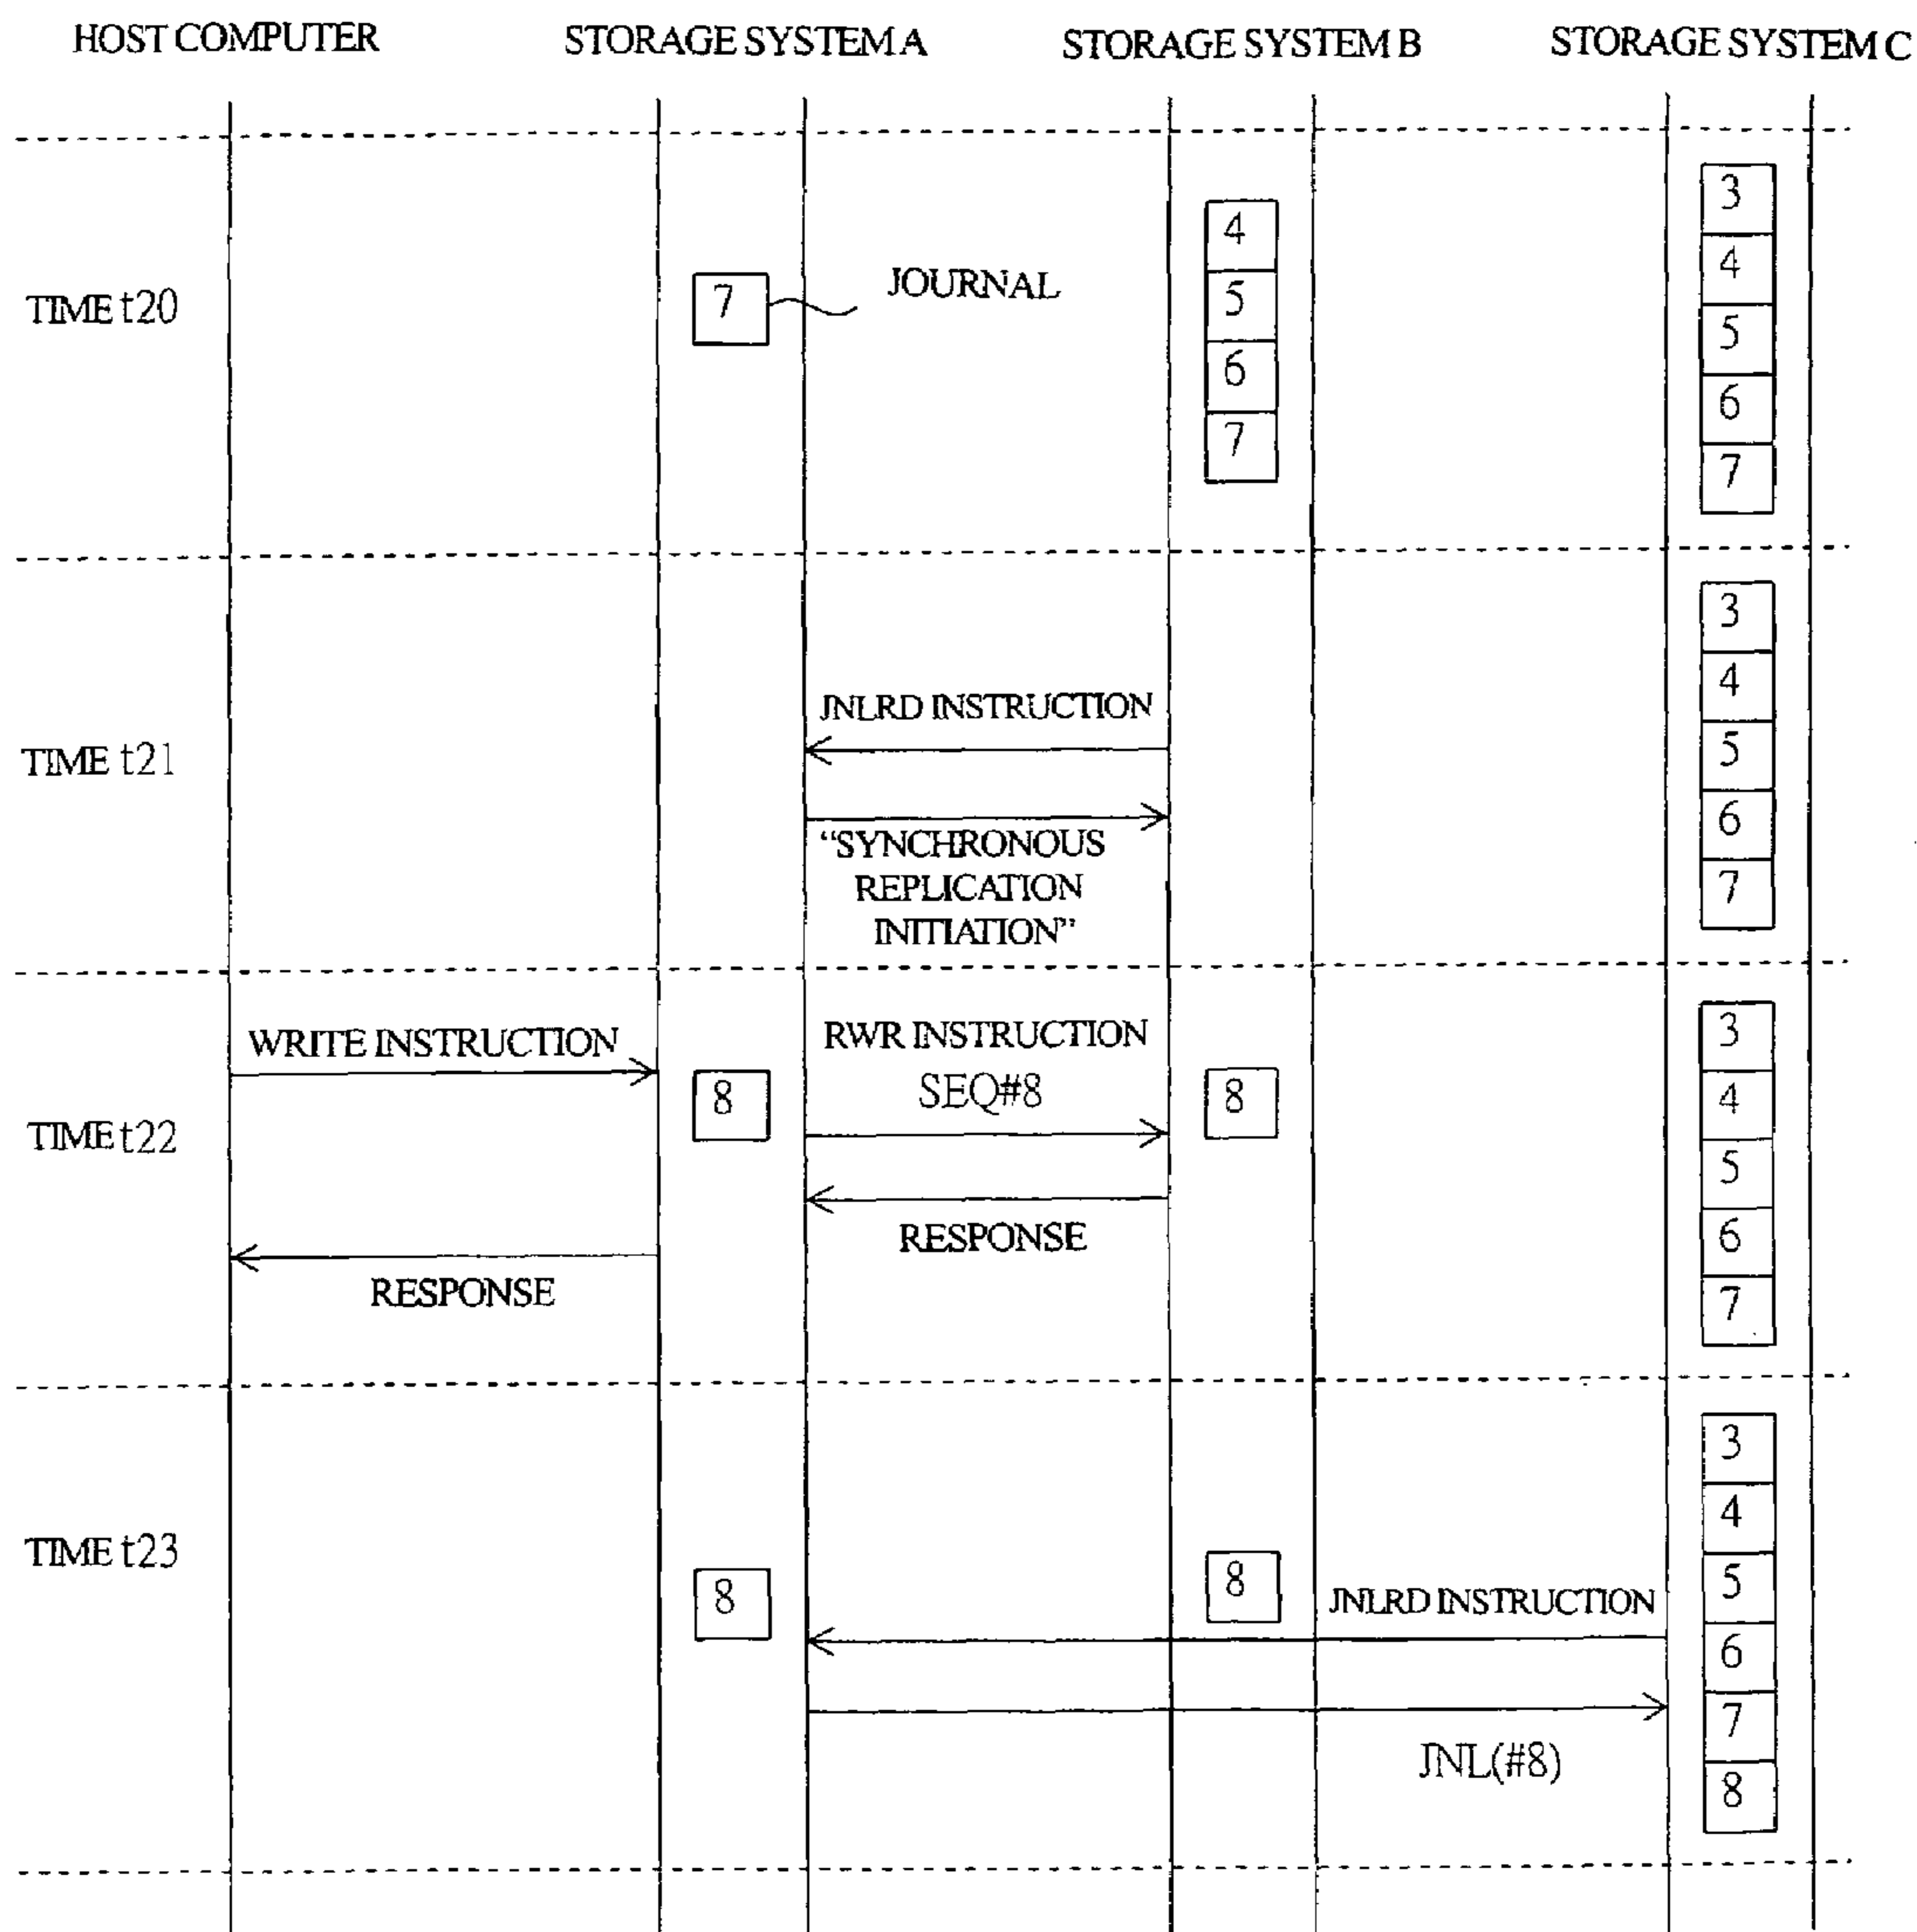 HOST COMPUTER STORAGE SYSTEM A STORAGE SYSTEM B STORAGE SYSTEM C
TIME t20
7
JOURNAL
4
5
6
7
3
4
5
6
7
TIME t21
JNLRD INSTRUCTION
“SYNCHRONOUS
REPLICATION
INITIATION”
3
4
5
6
7
TIME t22
WRITE INSTRUCTION
8
RWR INSTRUCTION
SEQ#8
8
RESPONSE
RESPONSE
3
4
5
6
7
TIME t23
8
8
JNLRD INSTRUCTION
JNL(#8)
3
4
5
6
7
8